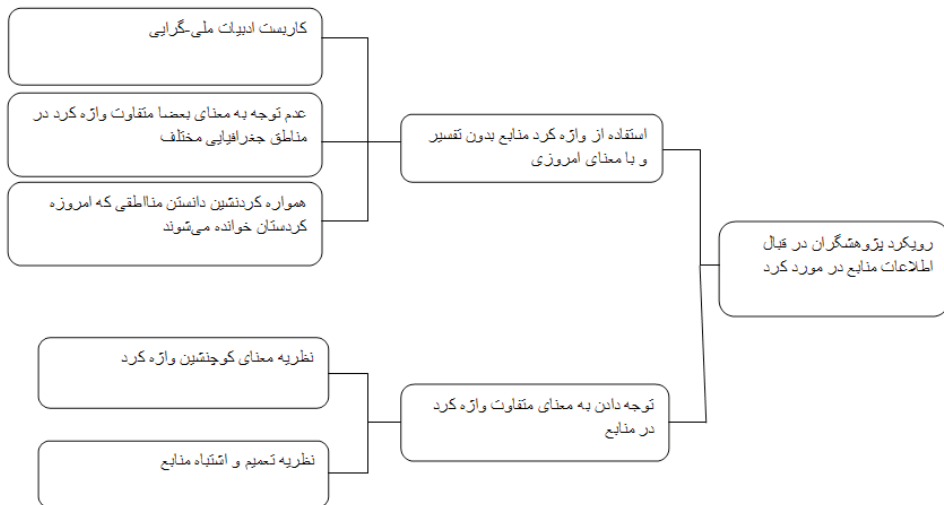 رویکرد پژوهشگران در قبال
اطلاعات منابع در مورد کرد
استفاده از واژه کرد منابع بدون تفسیر
و با معنای امروزی
کاربست ادبیات ملی-گرایی
عدم توجه به معنای بعضا متفاوت واژه کرد در
مناطق جغرافیایی مختلف
همواره کردنشین دانستن منااطقی که امروزه
کردستان خوانده می‌شوند
توجه دادن به معنای متفاوت واژه کرد
در منابع
نظریه معنای کوچنشین واژه کرد
نظریه تعمیم و اشتباه منابع